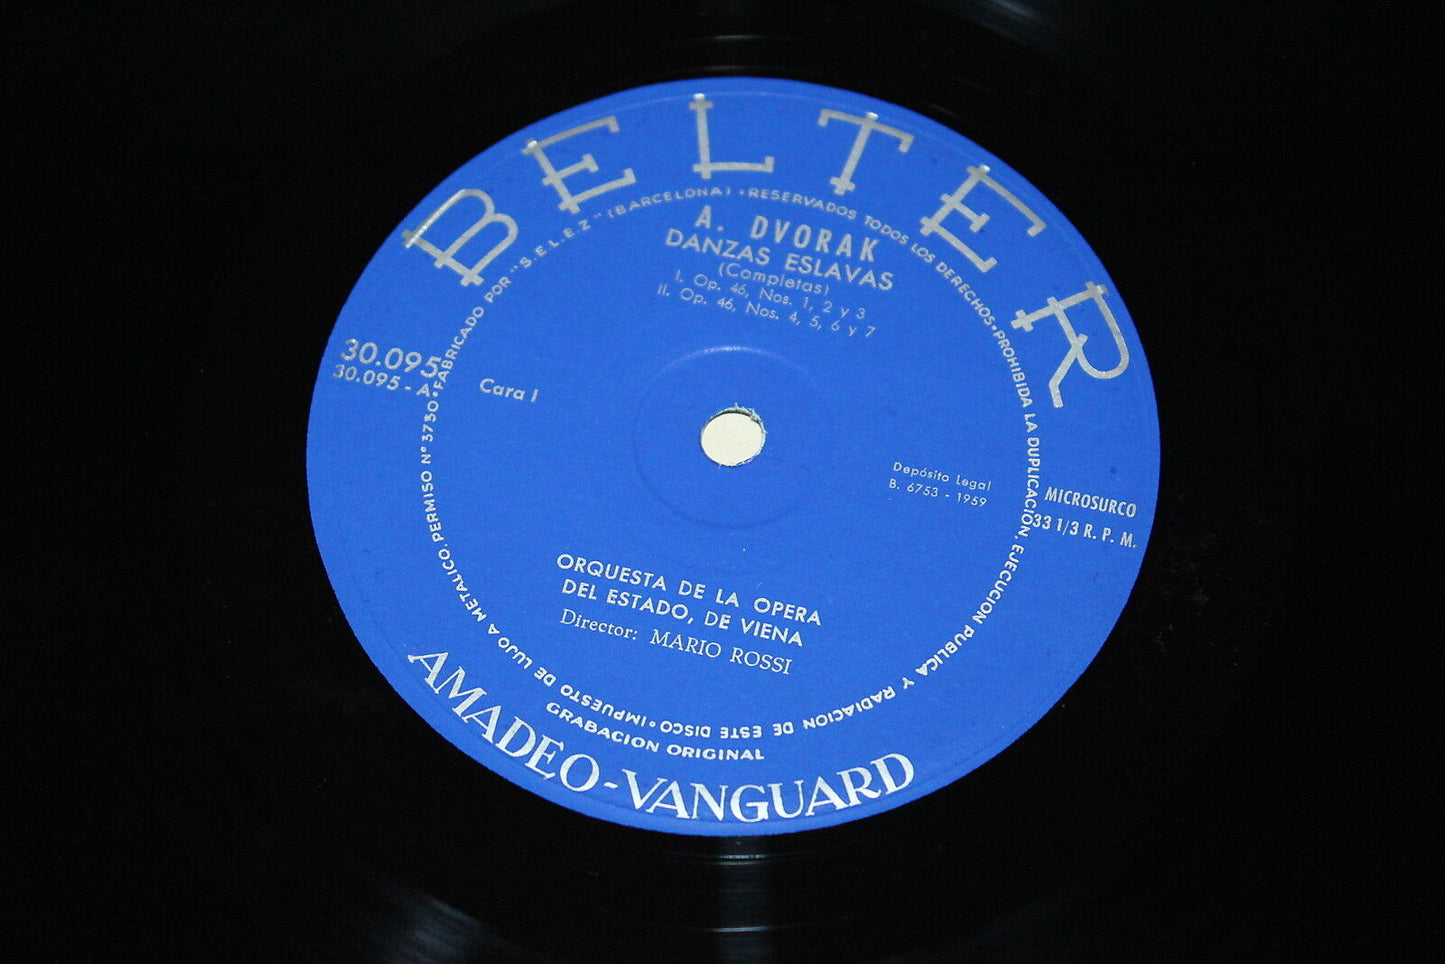 BELTER
FABRICADO POR "S.E.L.E.2" (BARCELONA) • RESERVADOS TODOS LOS DERECHOS • PROHIBIDA LA DUPLICACIÓN, EJECUCION PUBLICA Y RADIACION DE ESTE DISCO • IMPUESTO DE LUJO A METALICO, PERMISO Nº 3730 •
A. DVORAK
DANZAS ESLAVAS
(Completas)
I. Op. 46, Nos. 1, 2 y 3
II. Op. 46, Nos. 4, 5, 6 y 7
30.095
30.095 - A
Cara I
Depósito Legal
B. 6753 - 1959
MICROSURCO
33 1/3 R. P. M.
ORQUESTA DE LA OPERA
DEL ESTADO, DE VIENA
Director: MARIO ROSSI
GRABACION ORIGINAL
AMADEO-VANGUARD